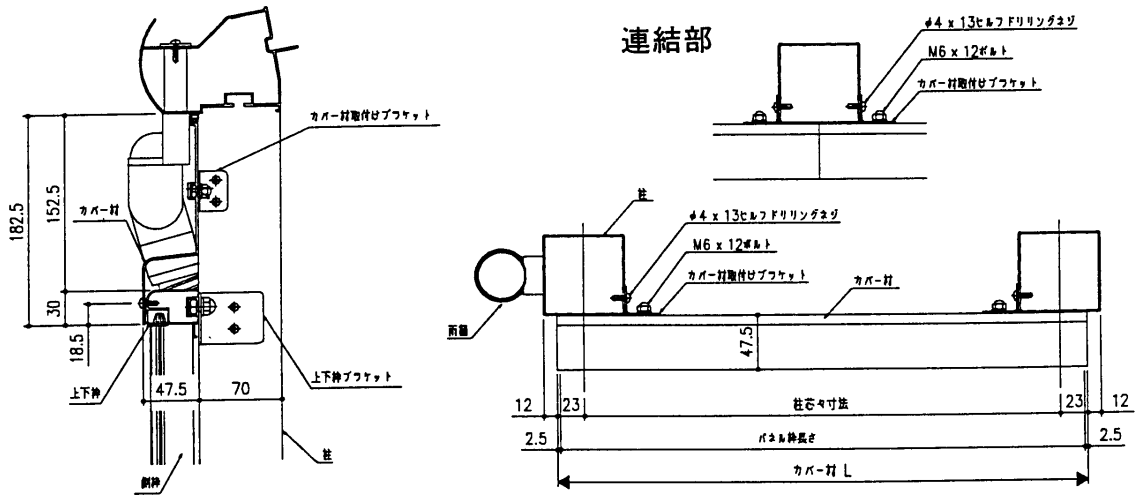 連結部
φ4 x 13セルフドリリングネジ
M6 x 12ボルト
カバー材取付けブラケット
カバー材取付けブラケット
カバー材
182.5
152.5
30
18.5
上下枠
47.5
70
上下枠ブラケット
柱
側枠
柱
φ4 x 13セルフドリリングネジ
M6 x 12ボルト
カバー材取付けブラケット
カバー材
雨樋
47.5
12
23
柱芯々寸法
23
12
2.5
パネル枠長さ
2.5
カバー材 L